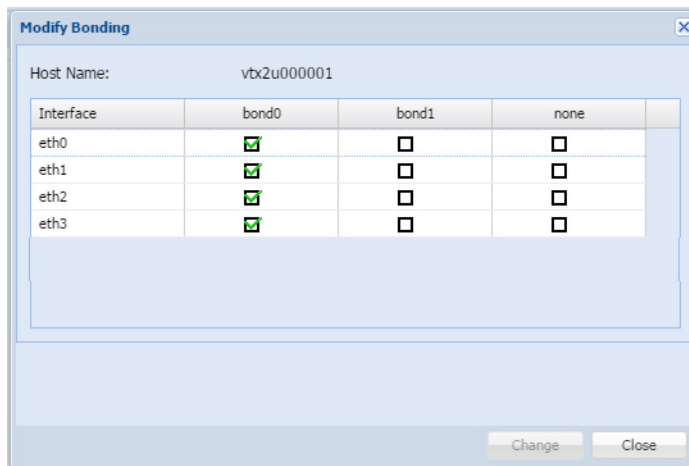 Modify Bonding
Host Name: vtx2u000001
Interface bond0 bond1 none
eth0
eth1
eth2
eth3
Change Close